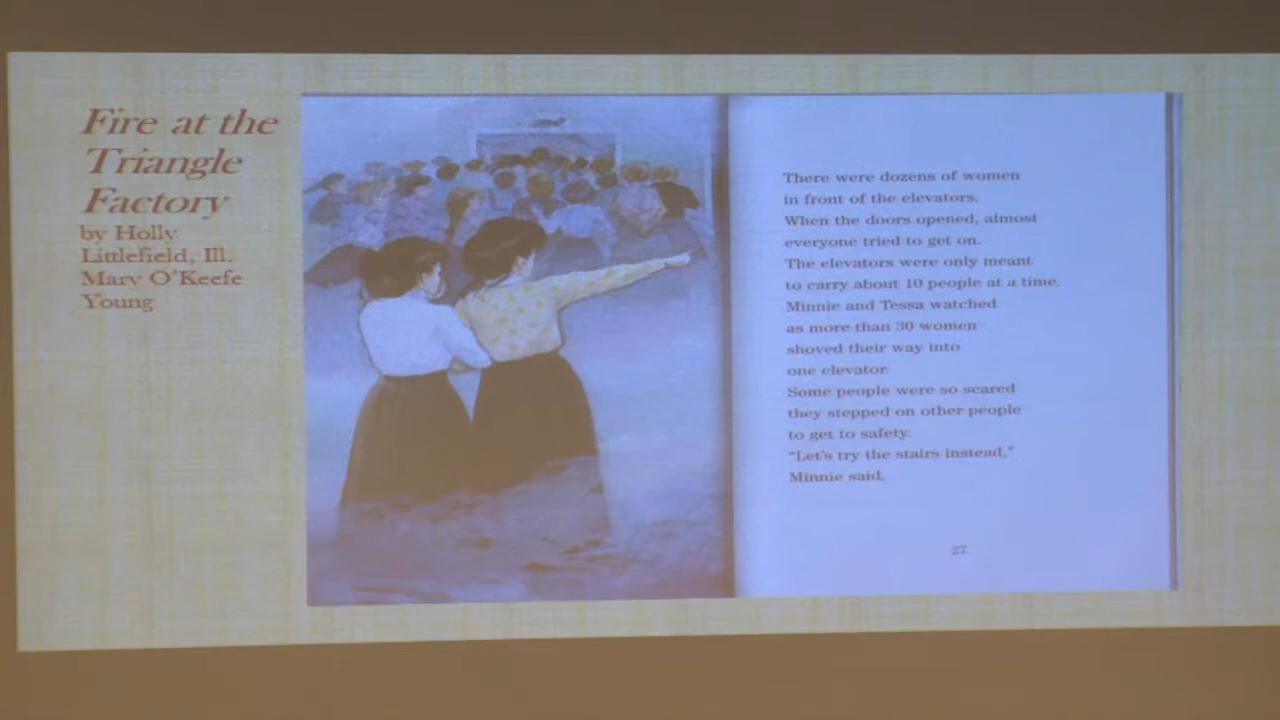 Fire at the
Triangle
Factory
by Holly
Littlefield, Ill.
Mary O'Keefe
Young
There were dozens of women
in front of the elevators.
When the doors opened, almost
everyone tried to get on.
The elevators were only meant
to carry about 10 people at a time.
Minnie and Tessa watched
as more than 30 women
shoved their way into
one elevator.
Some people were so scared
they stepped on other people
to get to safety.
“Let's try the stairs instead,”
Minnie said.
27